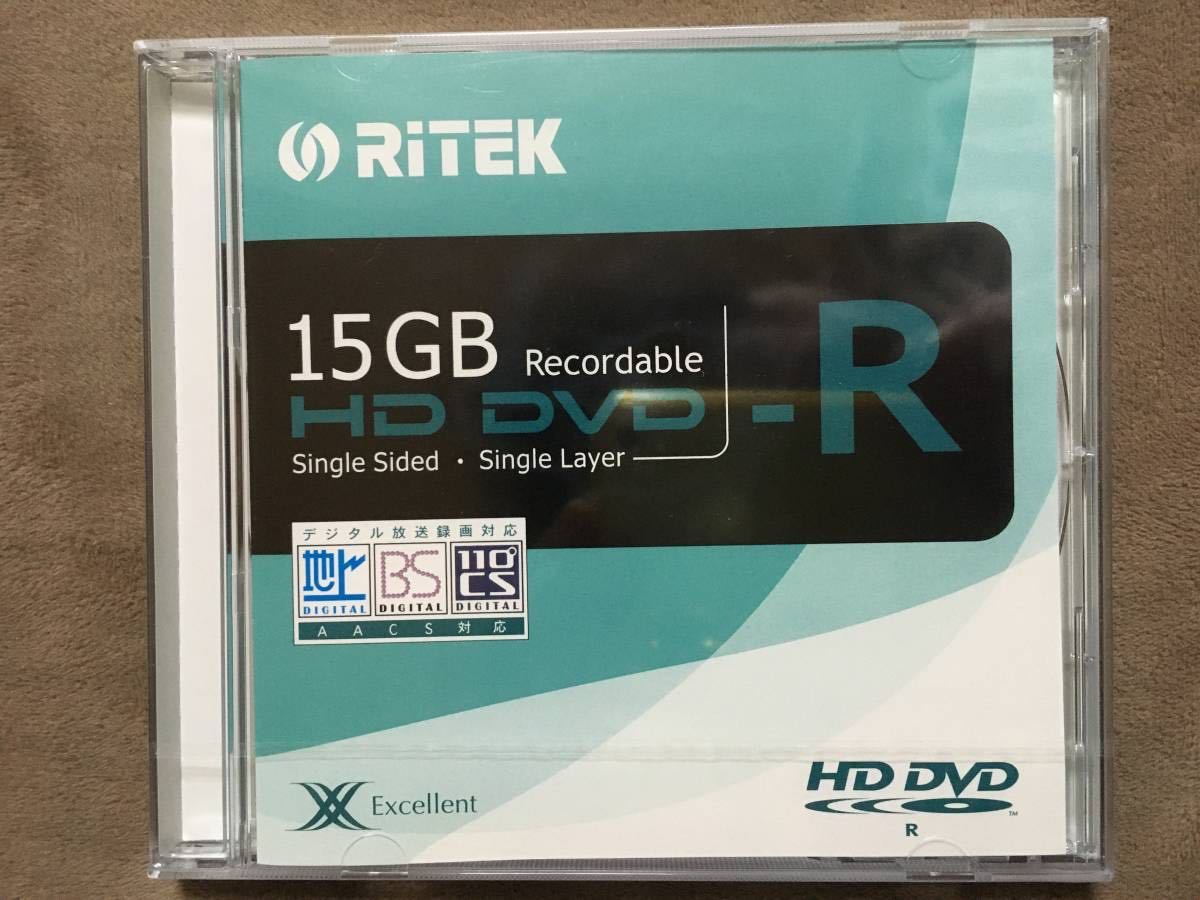 RiTEK
15GB Recordable
HD DVD -R
Single Sided · Single Layer
デジタル放送録画対応
地上 BS 110°CS
DIGITAL DIGITAL DIGITAL
AACS対応
Excellent
HD DVD
TM
R